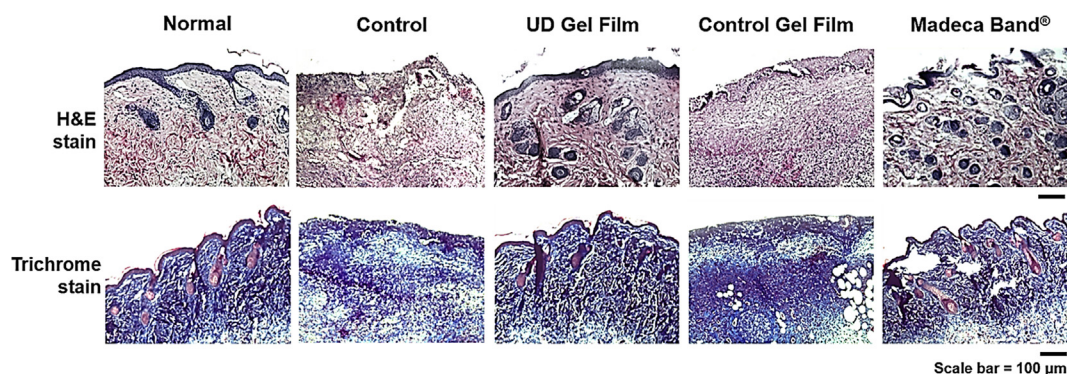 Normal
Control
UD Gel Film
Control Gel Film
Madeca Band®
H&E
stain
Trichrome
stain
Scale bar = 100 µm